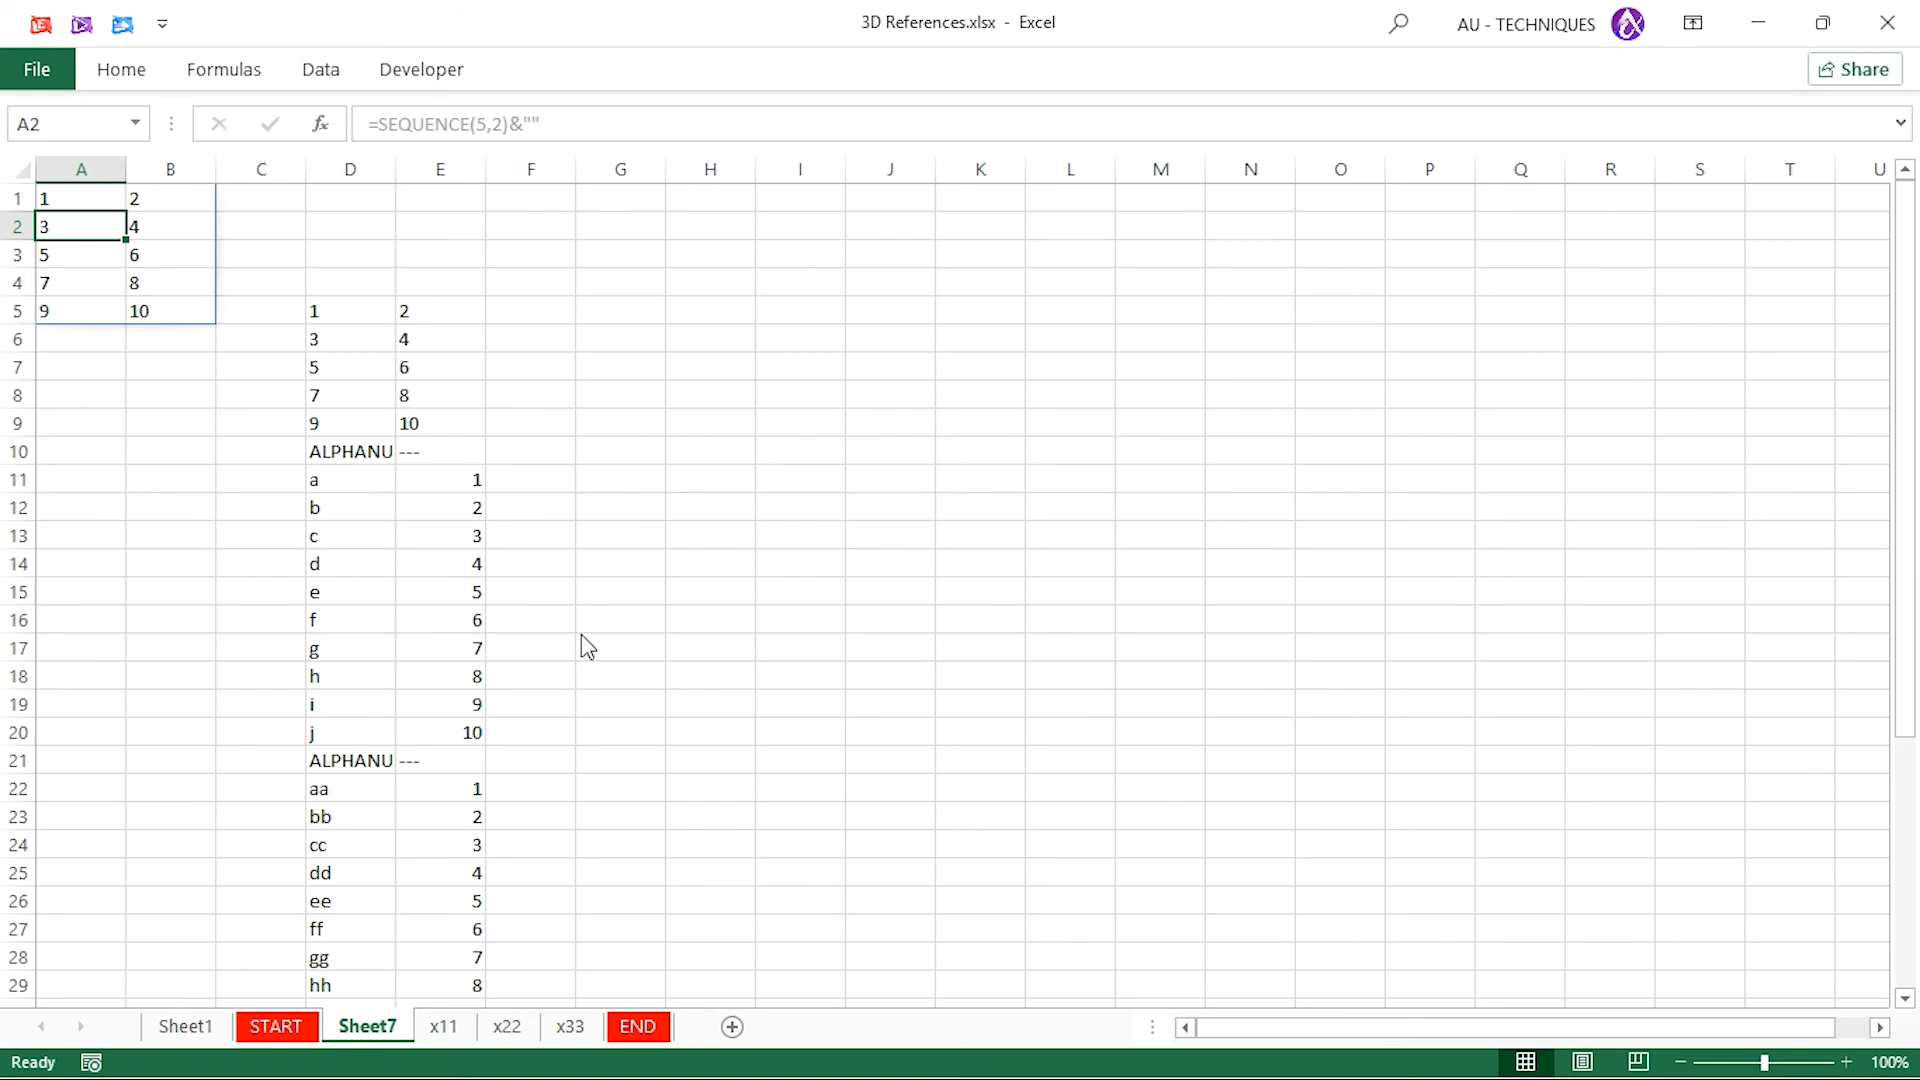 3D References.xlsx - Excel
AU - TECHNIQUES
File Home Formulas Data Developer
Share
A2 fx =SEQUENCE(5,2)&""
A B C D E F G H I J K L M N O P Q R S T U
1 1 2
2 3 4
3 5 6
4 7 8
5 9 10 1 2
6 3 4
7 5 6
8 7 8
9 9 10
10 ALPHANU ---
11 a 1
12 b 2
13 c 3
14 d 4
15 e 5
16 f 6
17 g 7
18 h 8
19 i 9
20 j 10
21 ALPHANU ---
22 aa 1
23 bb 2
24 cc 3
25 dd 4
26 ee 5
27 ff 6
28 gg 7
29 hh 8
Sheet1 START Sheet7 x11 x22 x33 END
Ready 100%